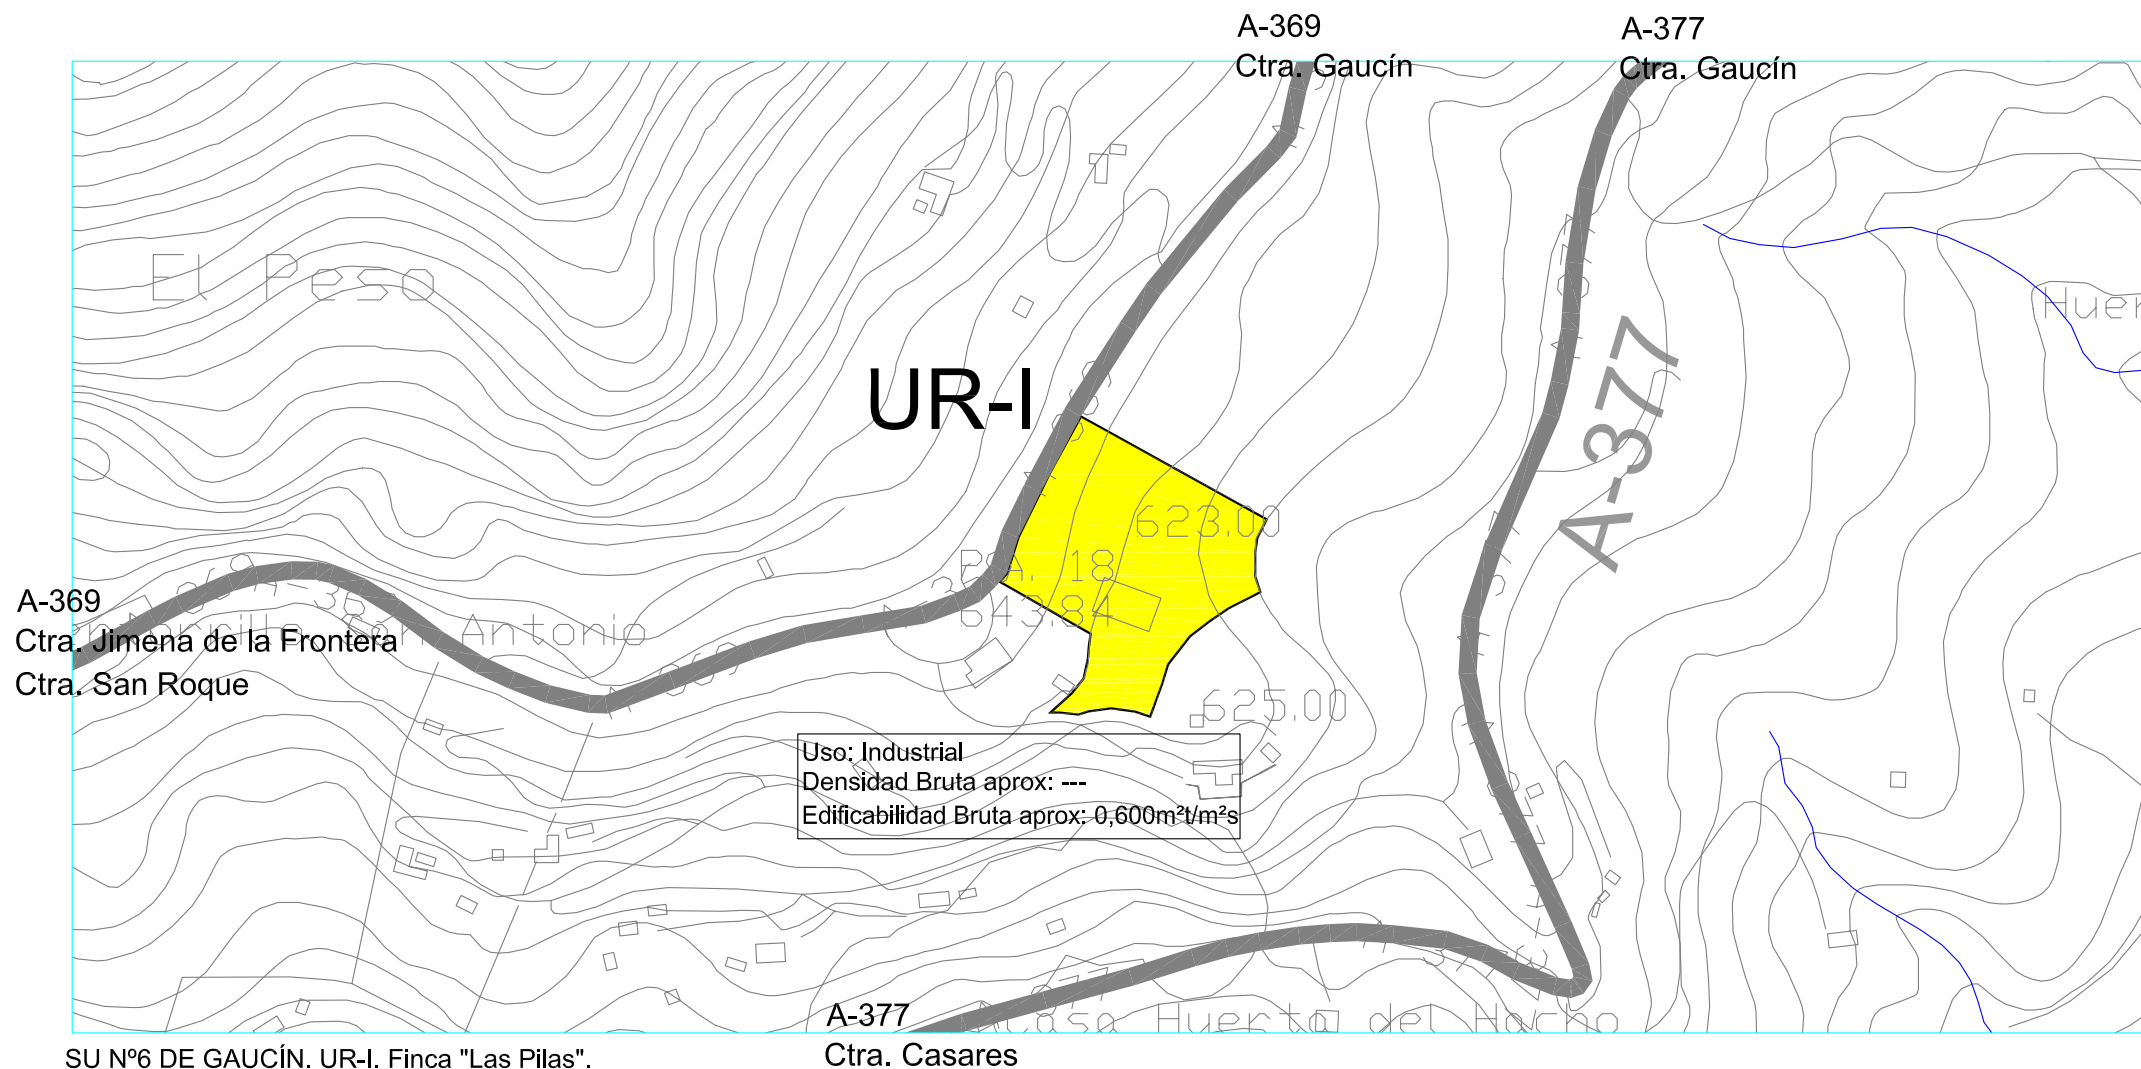 A-369
Ctra. Gaucín
A-377
Ctra. Gaucín
El Peso
Huer
UR-I
A-377
623.00
18
643.84
A-369
Ctra. Jimena de la Frontera
Ctra. San Roque
Antonio
625.00
Uso: Industrial
Densidad Bruta aprox: ---
Edificabilidad Bruta aprox: 0,600m²t/m²s
A-377
Ctra. Casares
Casa Huerta del Hacho
SU Nº6 DE GAUCÍN. UR-I. Finca "Las Pilas".